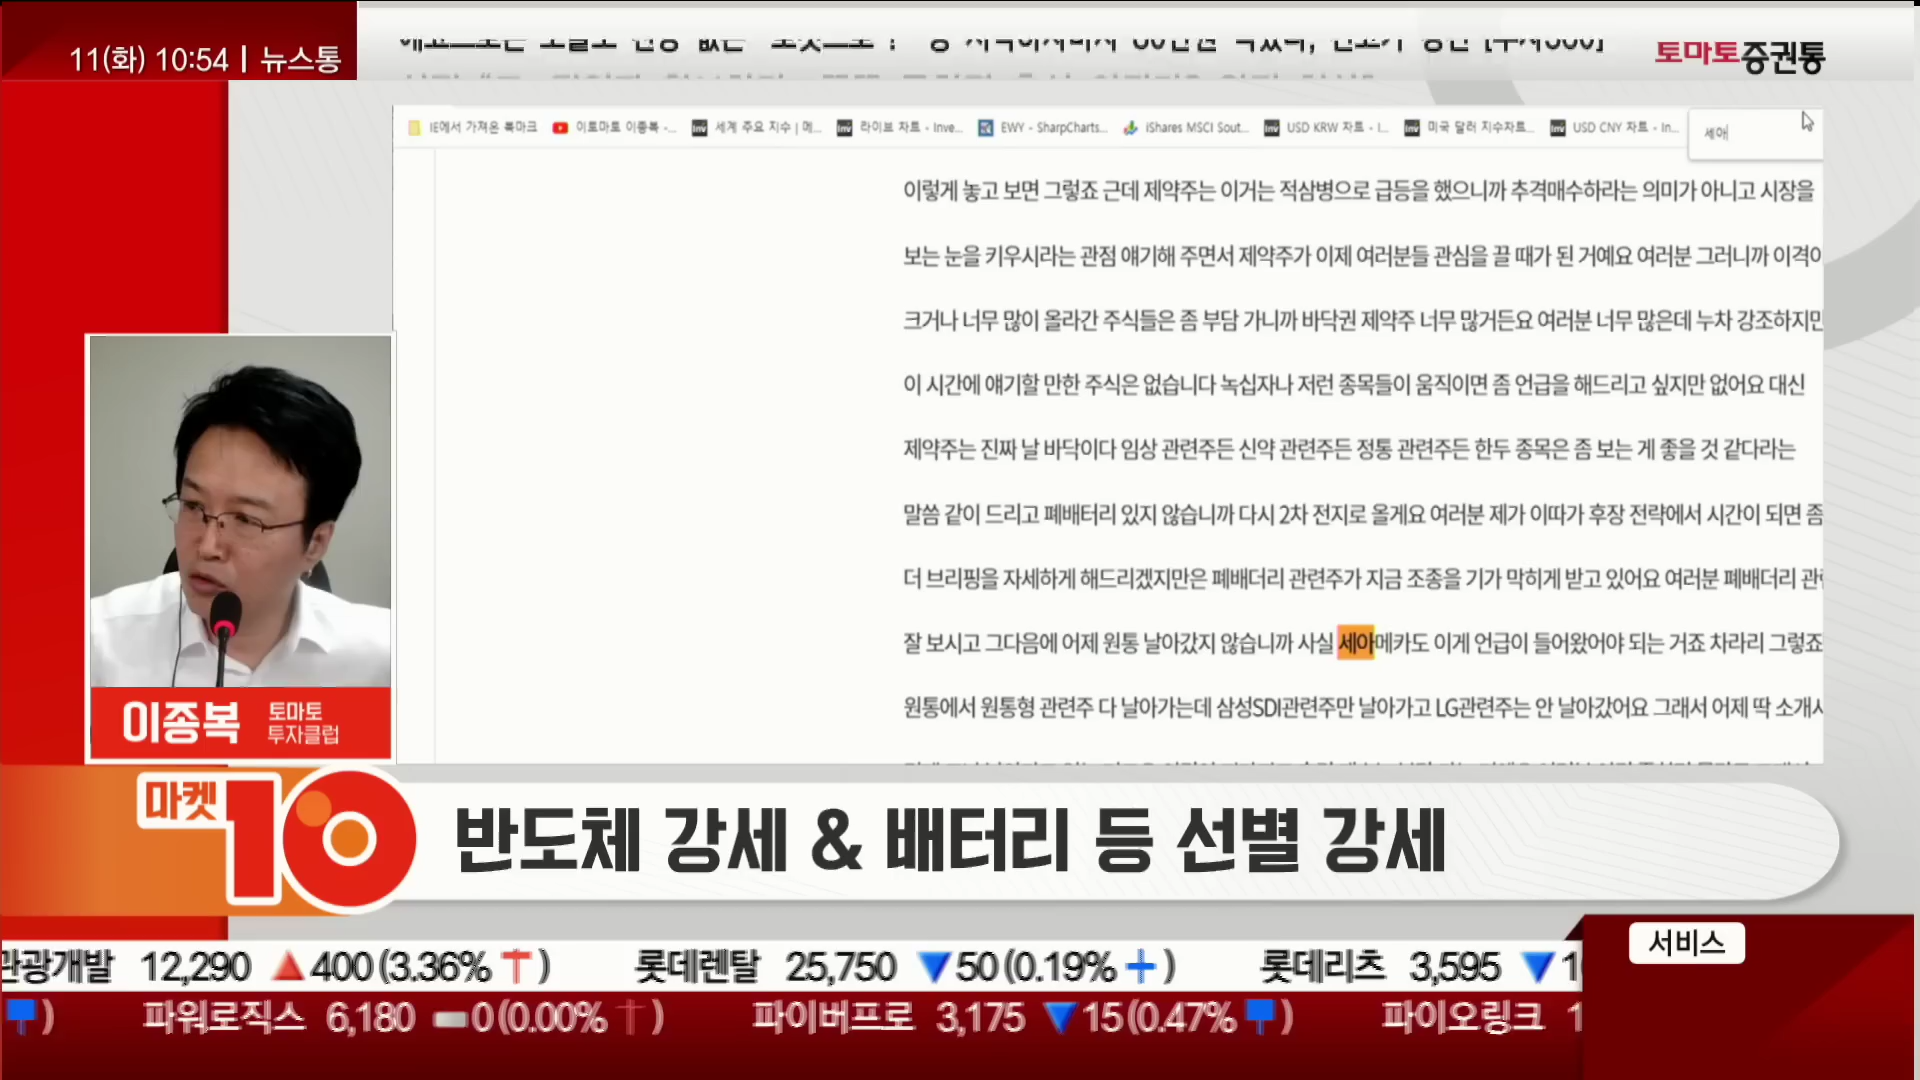 11(화) 10:54 | 뉴스통
토마토증권통
IE에서 가져온 북마크 이토마토 이종복 -... 세계 주요 지수 | 메... 라이브 차트 - Inve... EWY - SharpCharts... iShares MSCI Sout... USD KRW 차트 - I... 미국 달러 지수차트... USD CNY 차트 - In...
세아
이렇게 놓고 보면 그렇죠 근데 제약주는 이거는 적삼병으로 급등을 했으니까 추격매수하라는 의미가 아니고 시장을
보는 눈을 키우시라는 관점 얘기해 주면서 제약주가 이제 여러분들 관심을 끌 때가 된 거예요 여러분 그러니까 이격이
크거나 너무 많이 올라간 주식들은 좀 부담 가니까 바닥권 제약주 너무 많거든요 여러분 너무 많은데 누차 강조하지만
이 시간에 얘기할 만한 주식은 없습니다 녹십자나 저런 종목들이 움직이면 좀 언급을 해드리고 싶지만 없어요 대신
제약주는 진짜 날 바닥이다 임상 관련주든 신약 관련주든 정통 관련주든 한두 종목은 좀 보는 게 좋을 것 같다라는
말씀 같이 드리고 폐배터리 있지 않습니까 다시 2차 전지로 올게요 여러분 제가 이따가 후장 전략에서 시간이 되면 좀
더 브리핑을 자세하게 해드리겠지만은 폐배더리 관련주가 지금 조종을 기가 막히게 받고 있어요 여러분 폐배더리 관
잘 보시고 그다음에 어제 원통 날아갔지 않습니까 사실 세아메카도 이게 언급이 들어왔어야 되는 거죠 차라리 그렇죠
원통에서 원통형 관련주 다 날아가는데 삼성SDI관련주만 날아가고 LG관련주는 안 날아갔어요 그래서 어제 딱 소개
이종복 토마토 투자클럽
마켓 10
반도체 강세 & 배터리 등 선별 강세
관광개발 12,290 ▲400(3.36% ↑) 롯데렌탈 25,750 ▼50(0.19% +) 롯데리츠 3,595 ▼1
서비스
) 파워로직스 6,180 0(0.00% ) 파이버프로 3,175 ▼15(0.47% ) 파이오링크 1